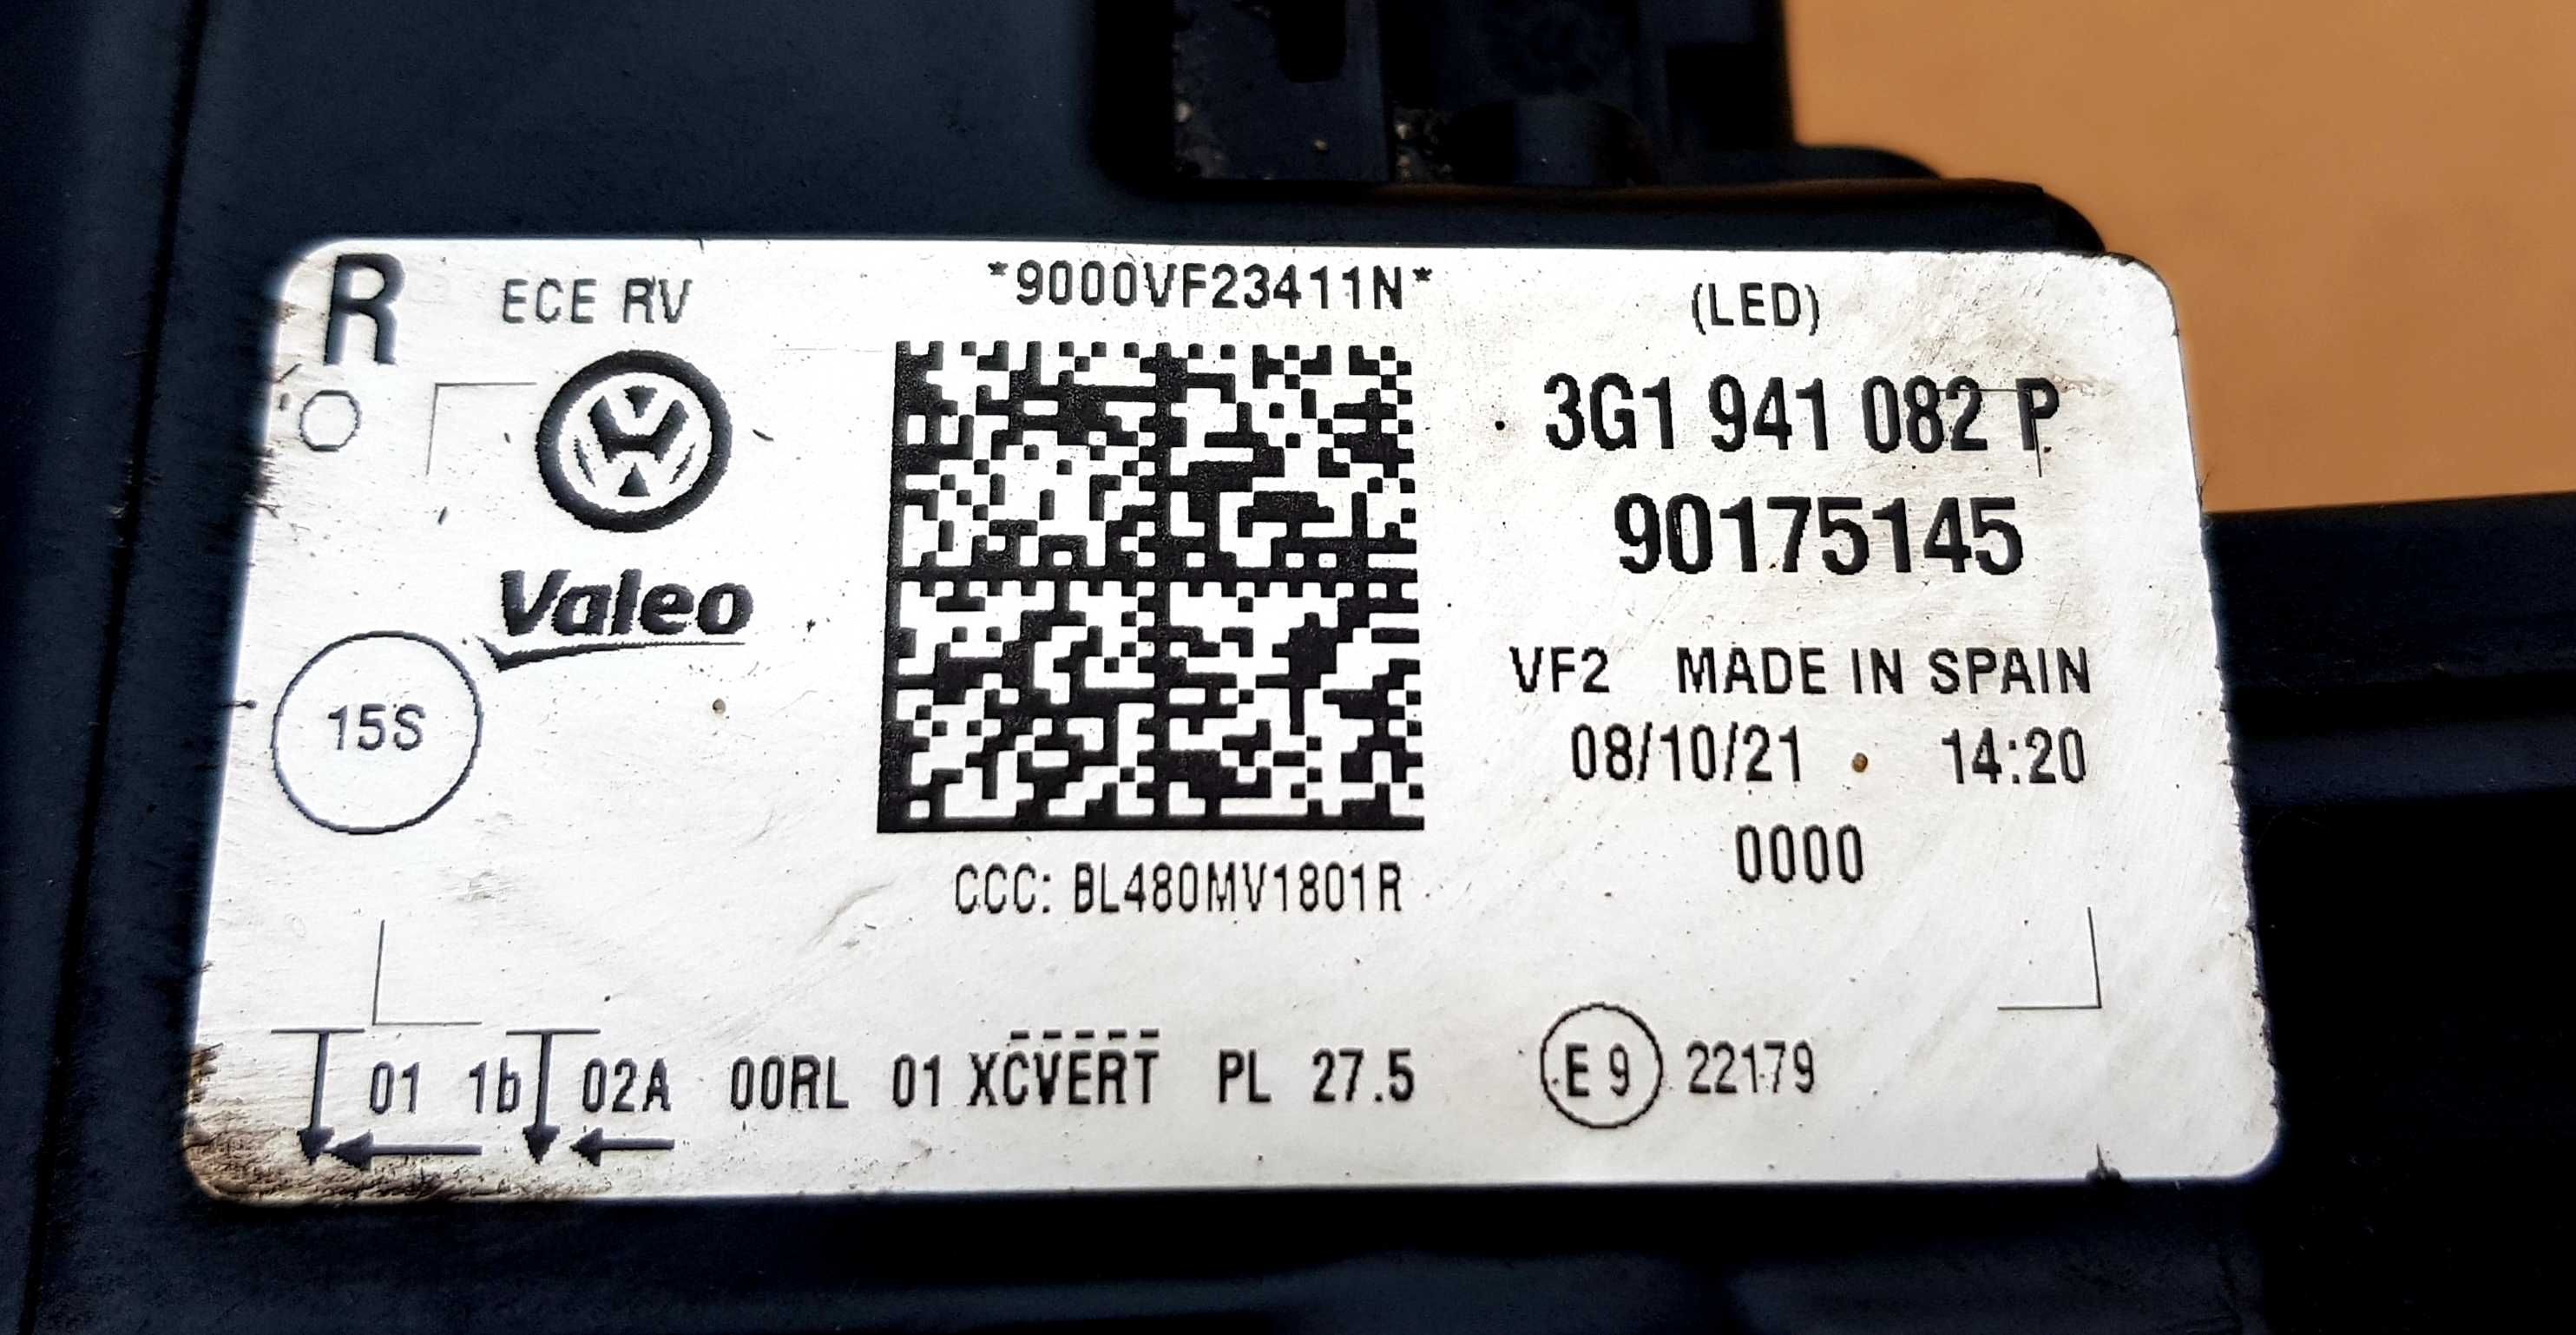 R ECE RV *9000VF23411N* (LED)
3G1 941 082 P
90175145
Valeo
15S
VF2 MADE IN SPAIN
08/10/21 14:20
0000
CCC: BL480MV1801R
01 1b 02A 00RL 01 XCVERT PL 27.5 E 9 22179